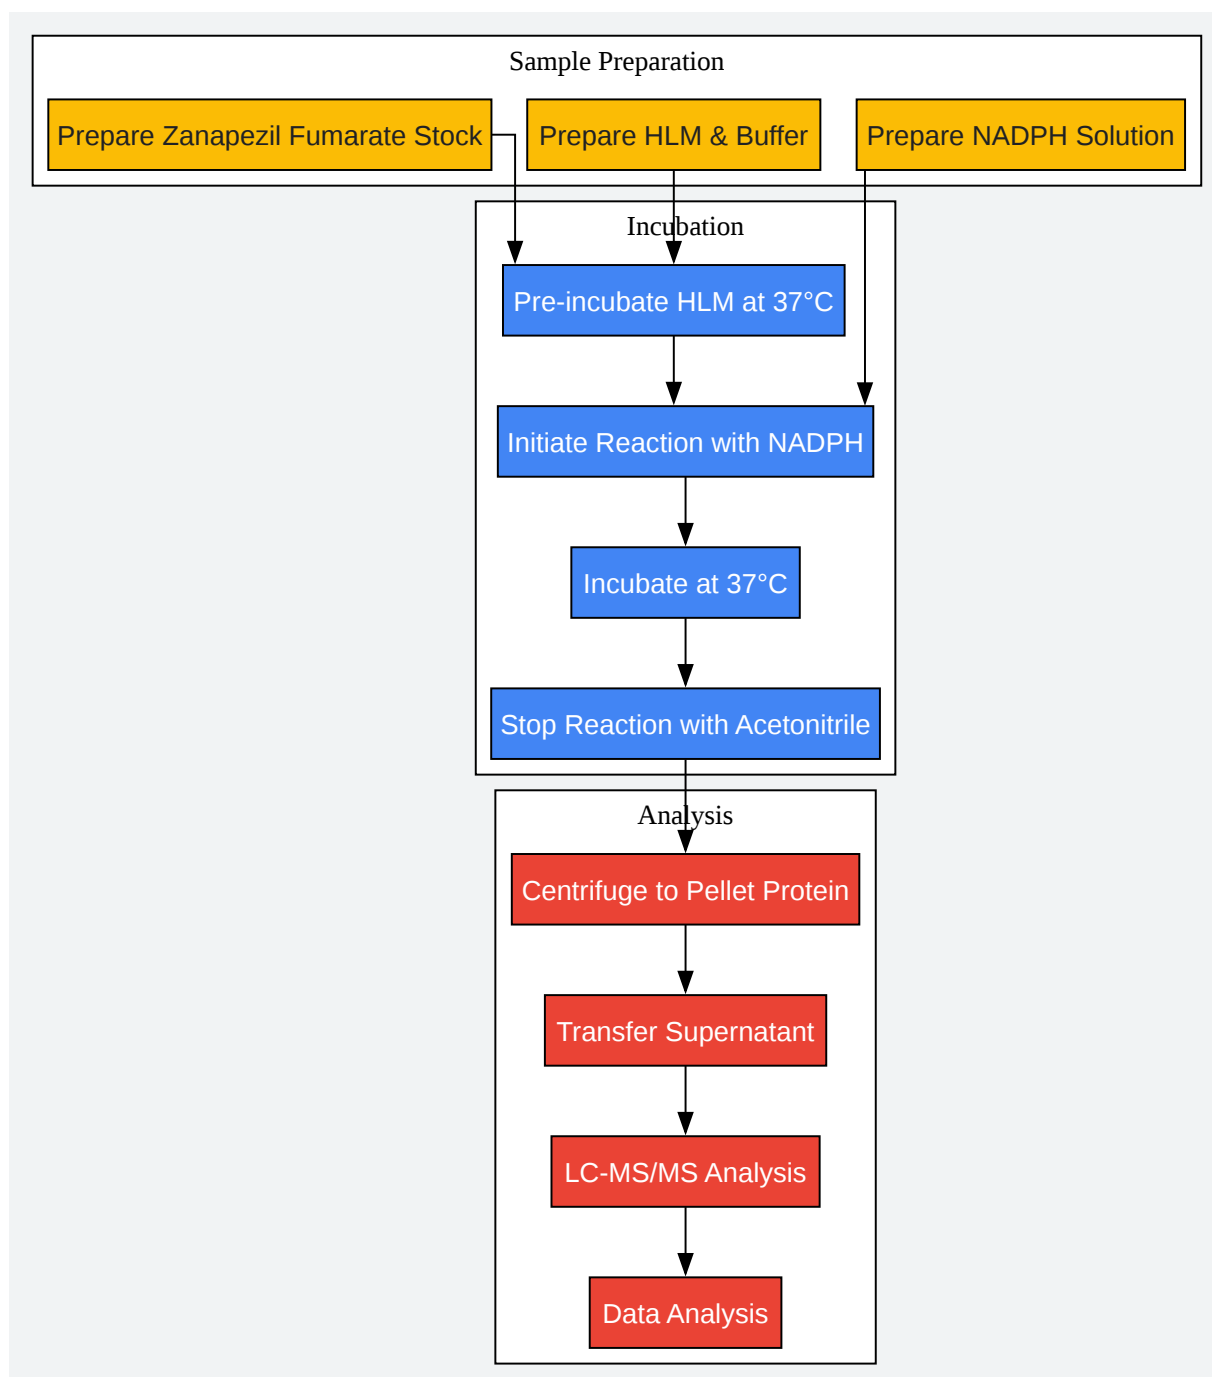 Sample Preparation
Prepare Zanapezil Fumarate Stock
Prepare HLM & Buffer
Prepare NADPH Solution
Incubation
Pre-incubate HLM at 37°C
Initiate Reaction with NADPH
Incubate at 37°C
Stop Reaction with Acetonitrile
Analysis
Centrifuge to Pellet Protein
Transfer Supernatant
LC-MS/MS Analysis
Data Analysis